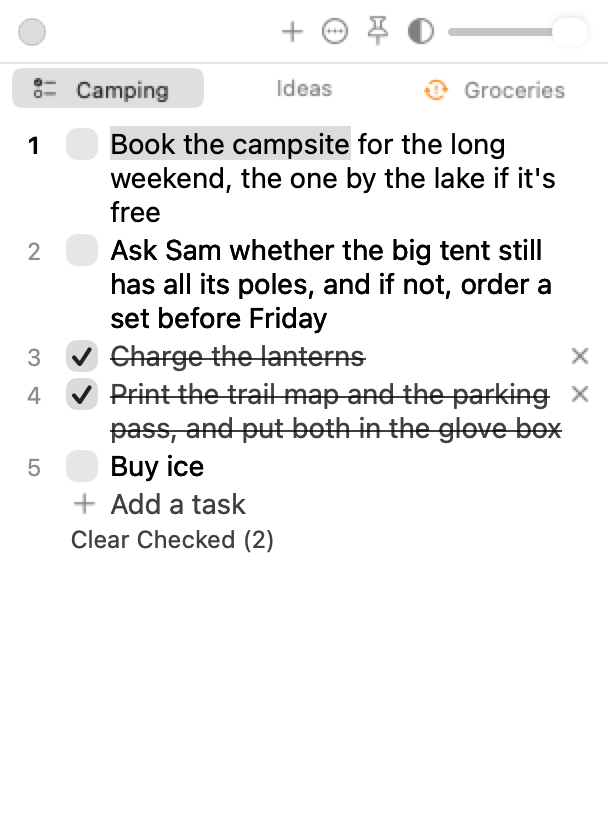 Camping Ideas Groceries
1 Book the campsite for the long
weekend, the one by the lake if it's
free
2 Ask Sam whether the big tent still
has all its poles, and if not, order a
set before Friday
3 Charge the lanterns
4 Print the trail map and the parking
pass, and put both in the glove box
5 Buy ice
+ Add a task
Clear Checked (2)